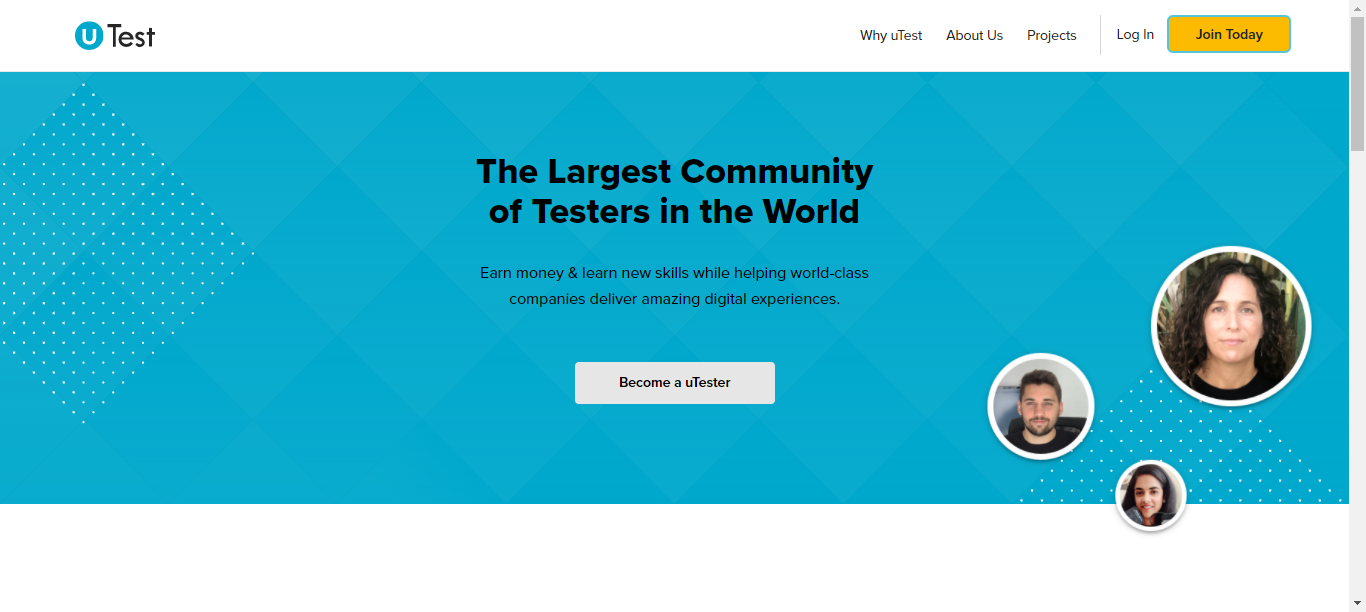 uTest
Why uTest
About Us
Projects
Log In
Join Today
The Largest Community
of Testers in the World
Earn money & learn new skills while helping world-class
companies deliver amazing digital experiences.
Become a uTester